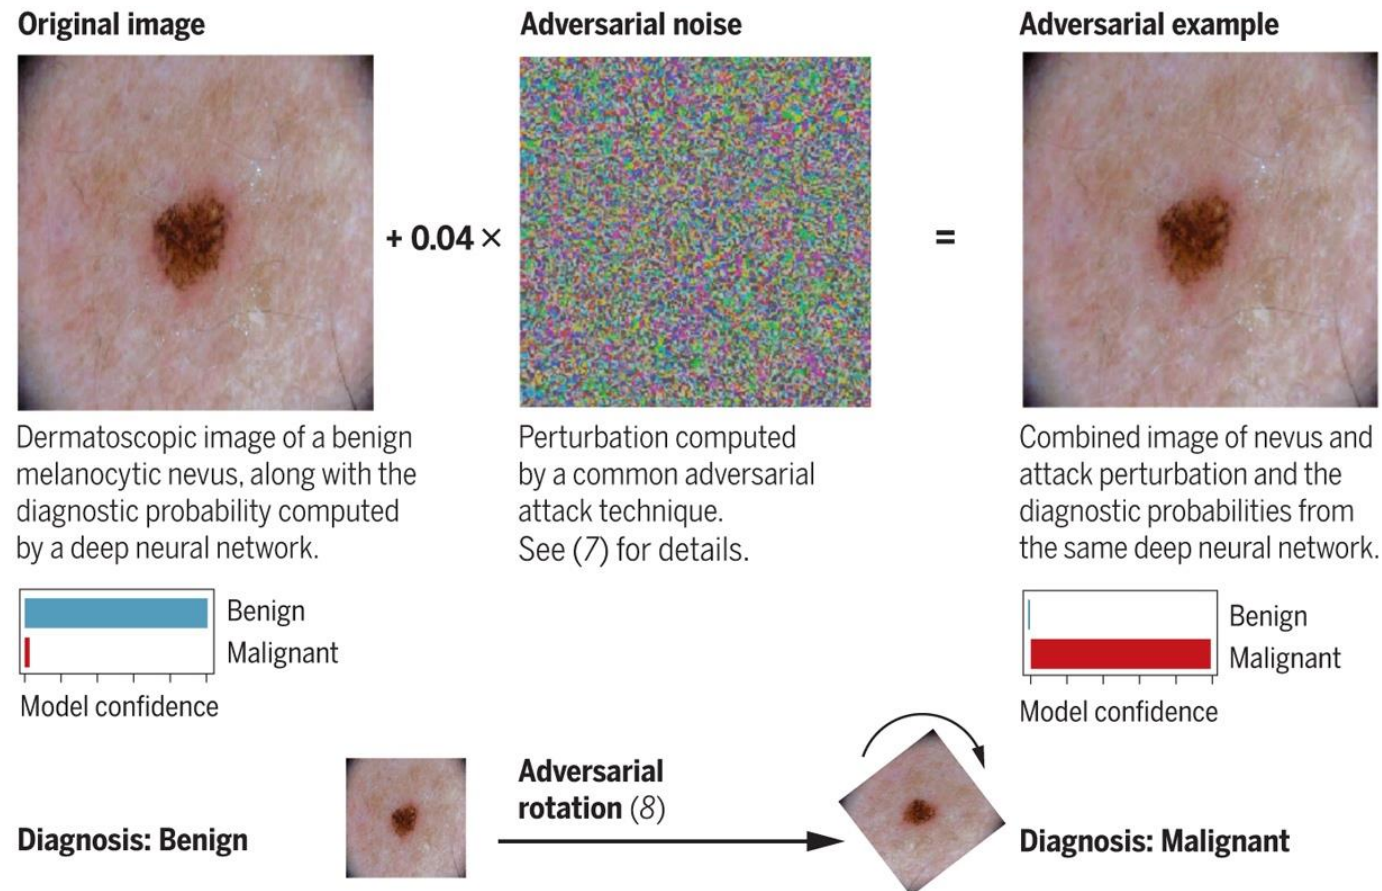 Original image
Adversarial noise
Adversarial example
+ 0.04 ×
=
Dermatoscopic image of a benign
melanocytic nevus, along with the
diagnostic probability computed
by a deep neural network.
Perturbation computed
by a common adversarial
attack technique.
See (7) for details.
Combined image of nevus and
attack perturbation and the
diagnostic probabilities from
the same deep neural network.
Benign
Malignant
Model confidence
Benign
Malignant
Model confidence
Adversarial
rotation (8)
Diagnosis: Benign
Diagnosis: Malignant